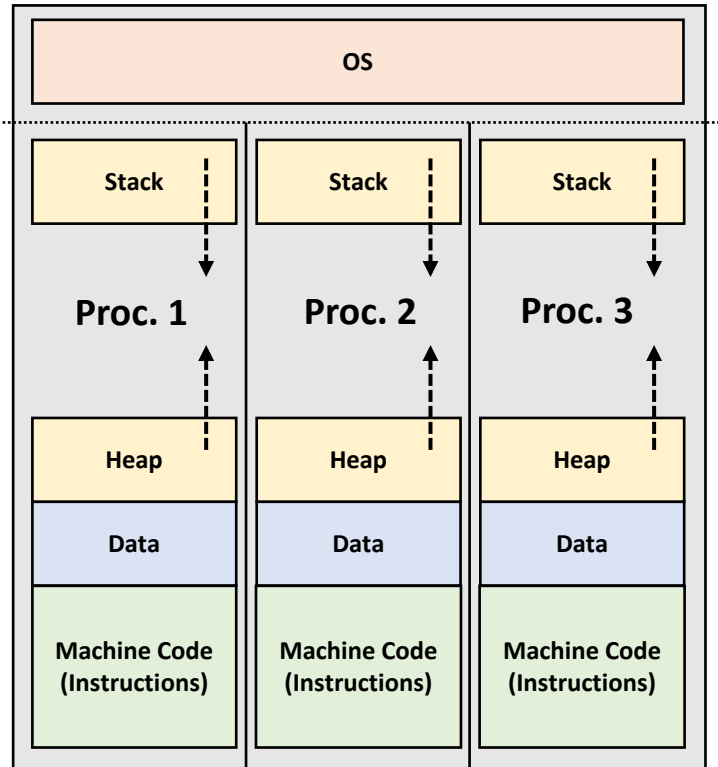 OS
Stack
Stack
Stack
Proc. 1
Proc. 2
Proc. 3
Heap
Heap
Heap
Data
Data
Data
Machine Code
(Instructions)
Machine Code
(Instructions)
Machine Code
(Instructions)